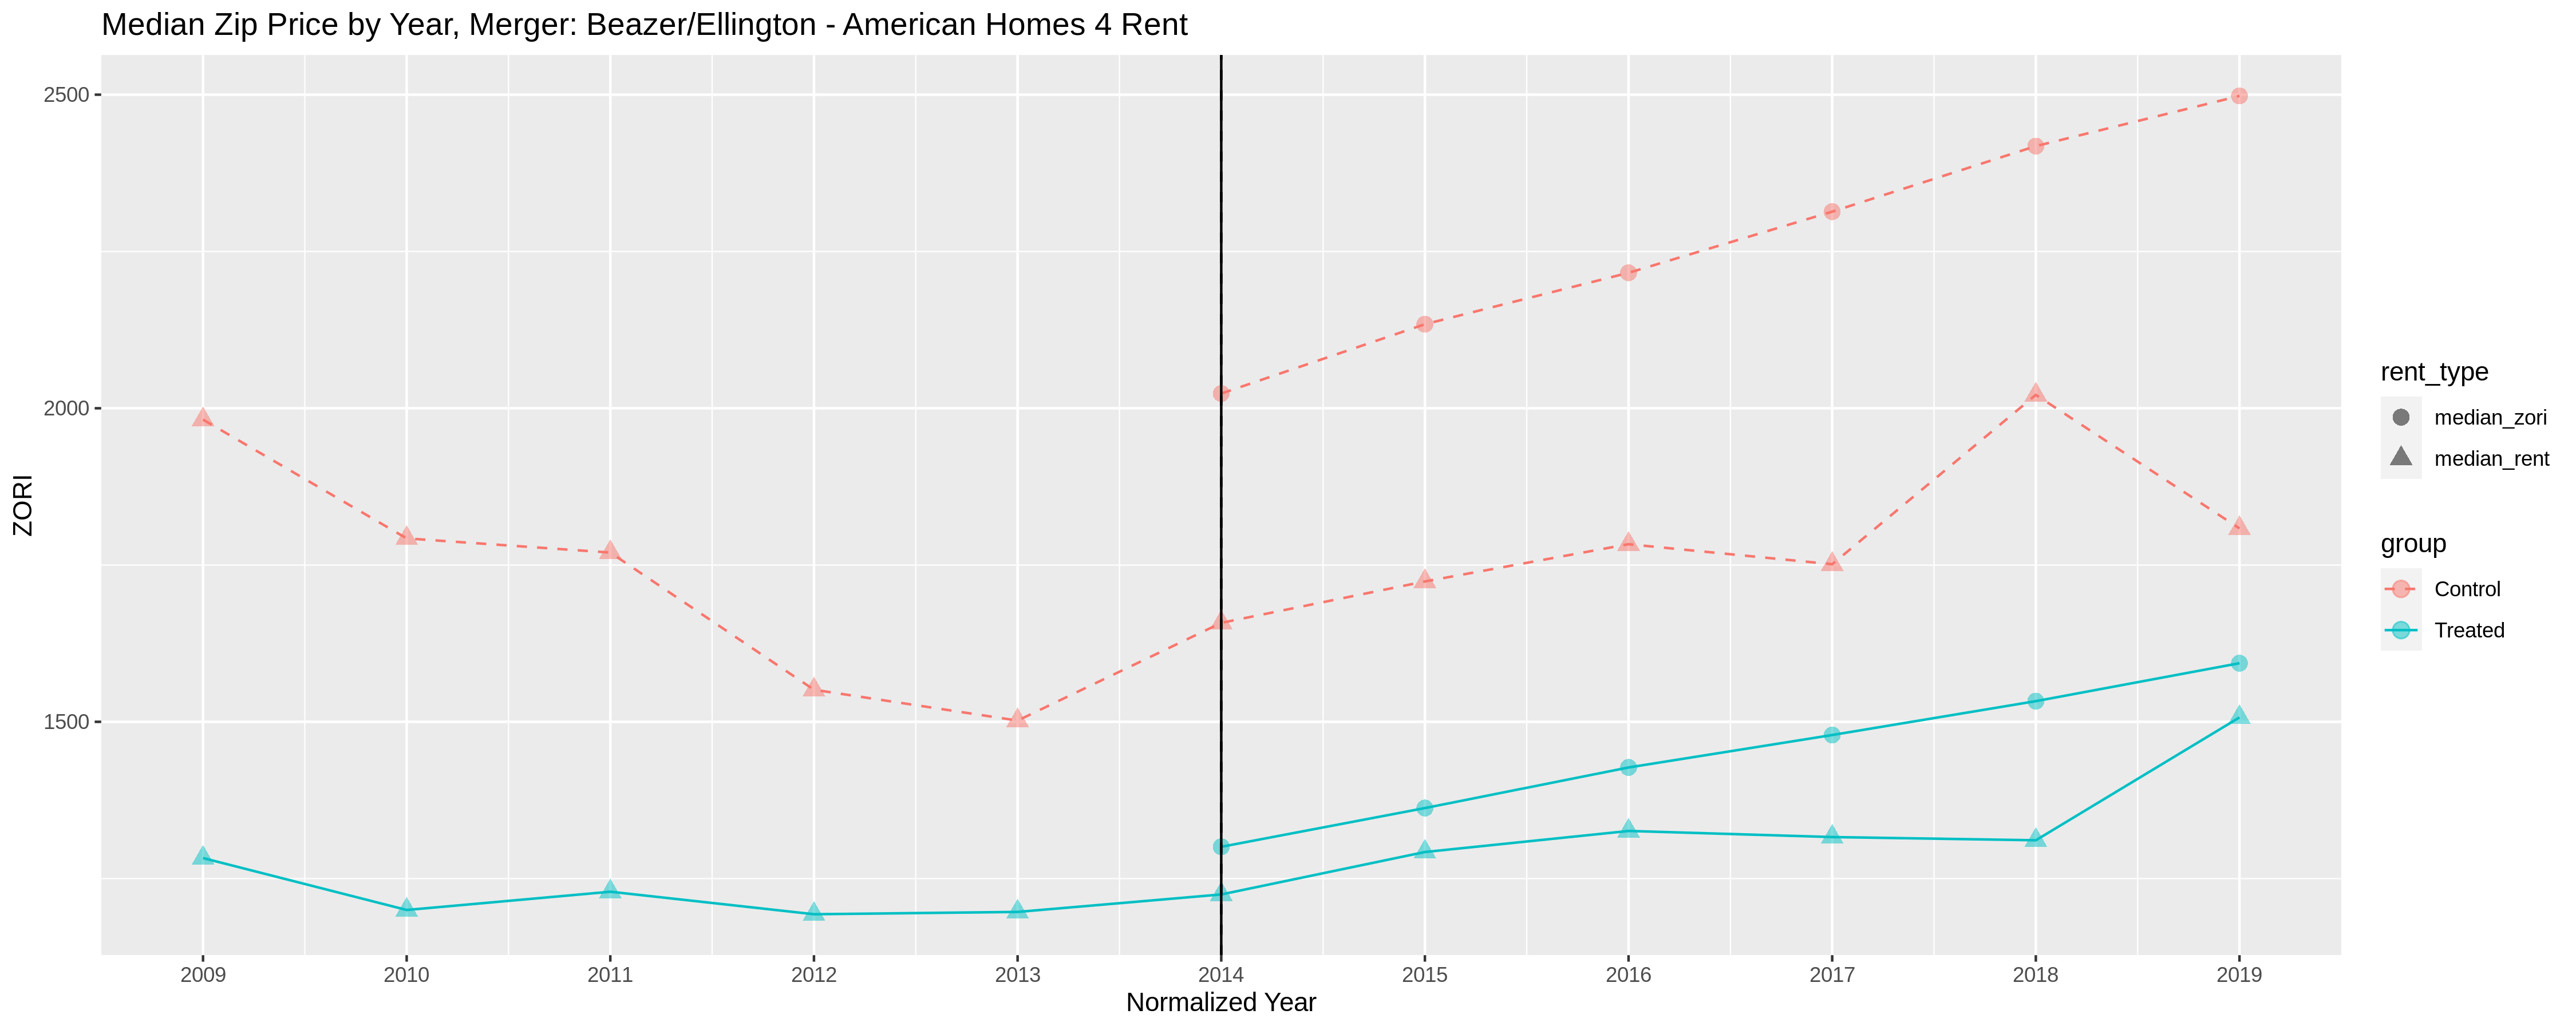 Median Zip Price by Year, Merger: Beazer/Ellington - American Homes 4 Rent
ZORI
2500
2000
1500
2009 2010 2011 2012 2013 2014 2015 2016 2017 2018 2019
Normalized Year
rent_type
median_zori
median_rent
group
Control
Treated